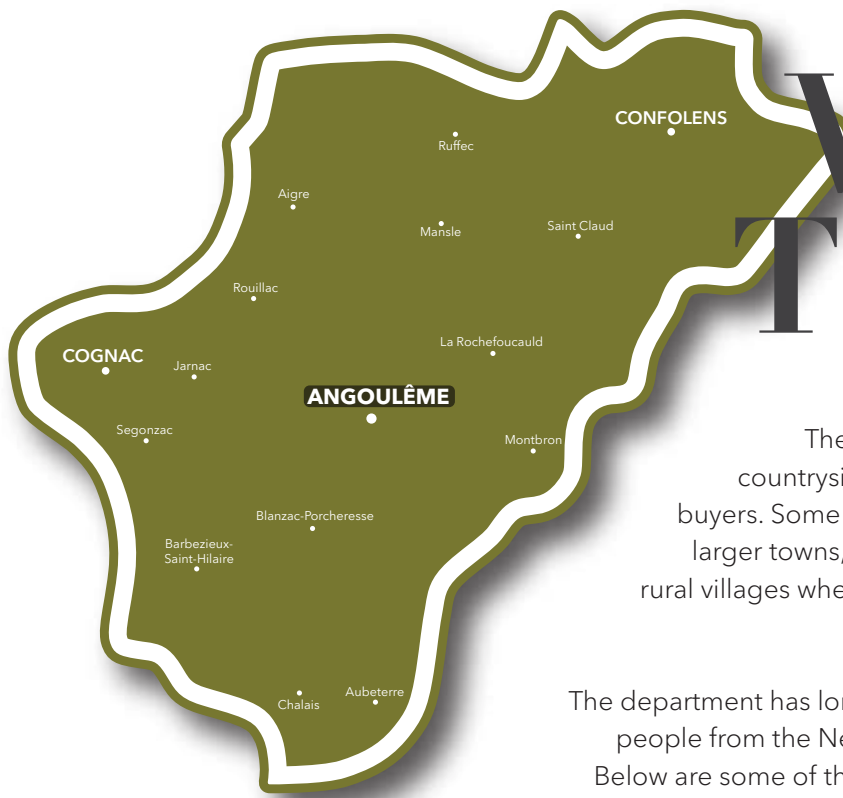 CONFOLENS
Ruffec
Aigre
Mansle
Saint Claud
Rouillac
La Rochefoucauld
COGNAC
Jarnac
ANGOULÊME
Segonzac
Montbron
Blanzac-Porcheresse
Barbezieux-
Saint-Hilaire
Chalais
Aubeterre
T
The
countrysi
buyers. Some
larger towns,
rural villages whe
The department has lon
people from the Ne
Below are some of th